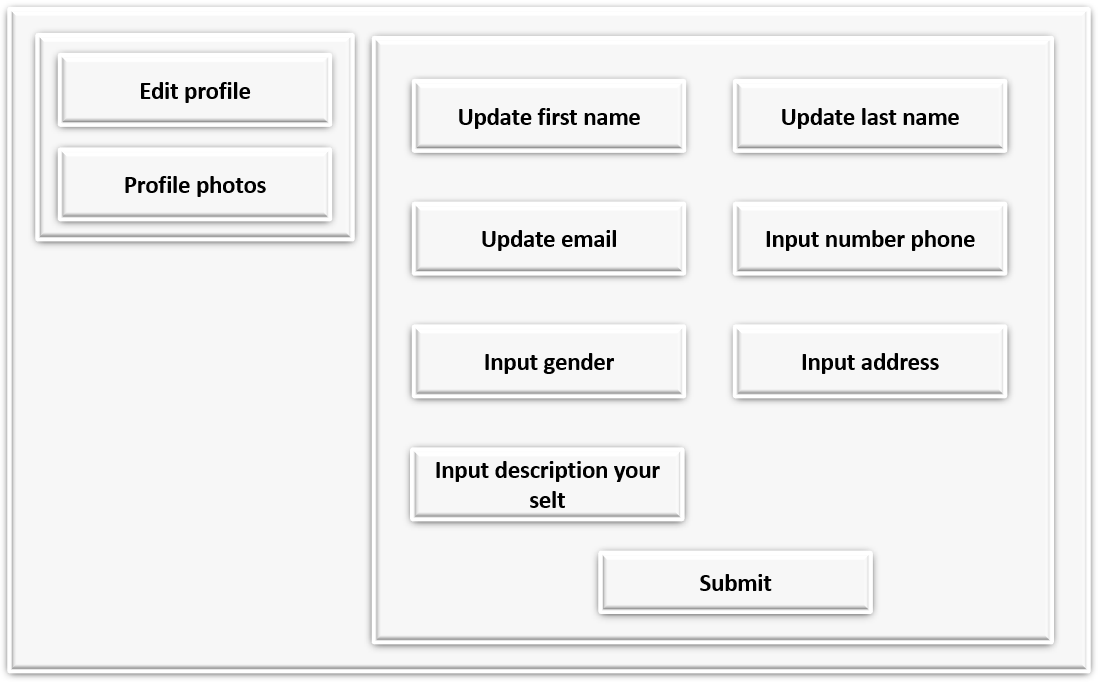 Edit profile
Profile photos
Update first name
Update last name
Update email
Input number phone
Input gender
Input address
Input description your
selt
Submit